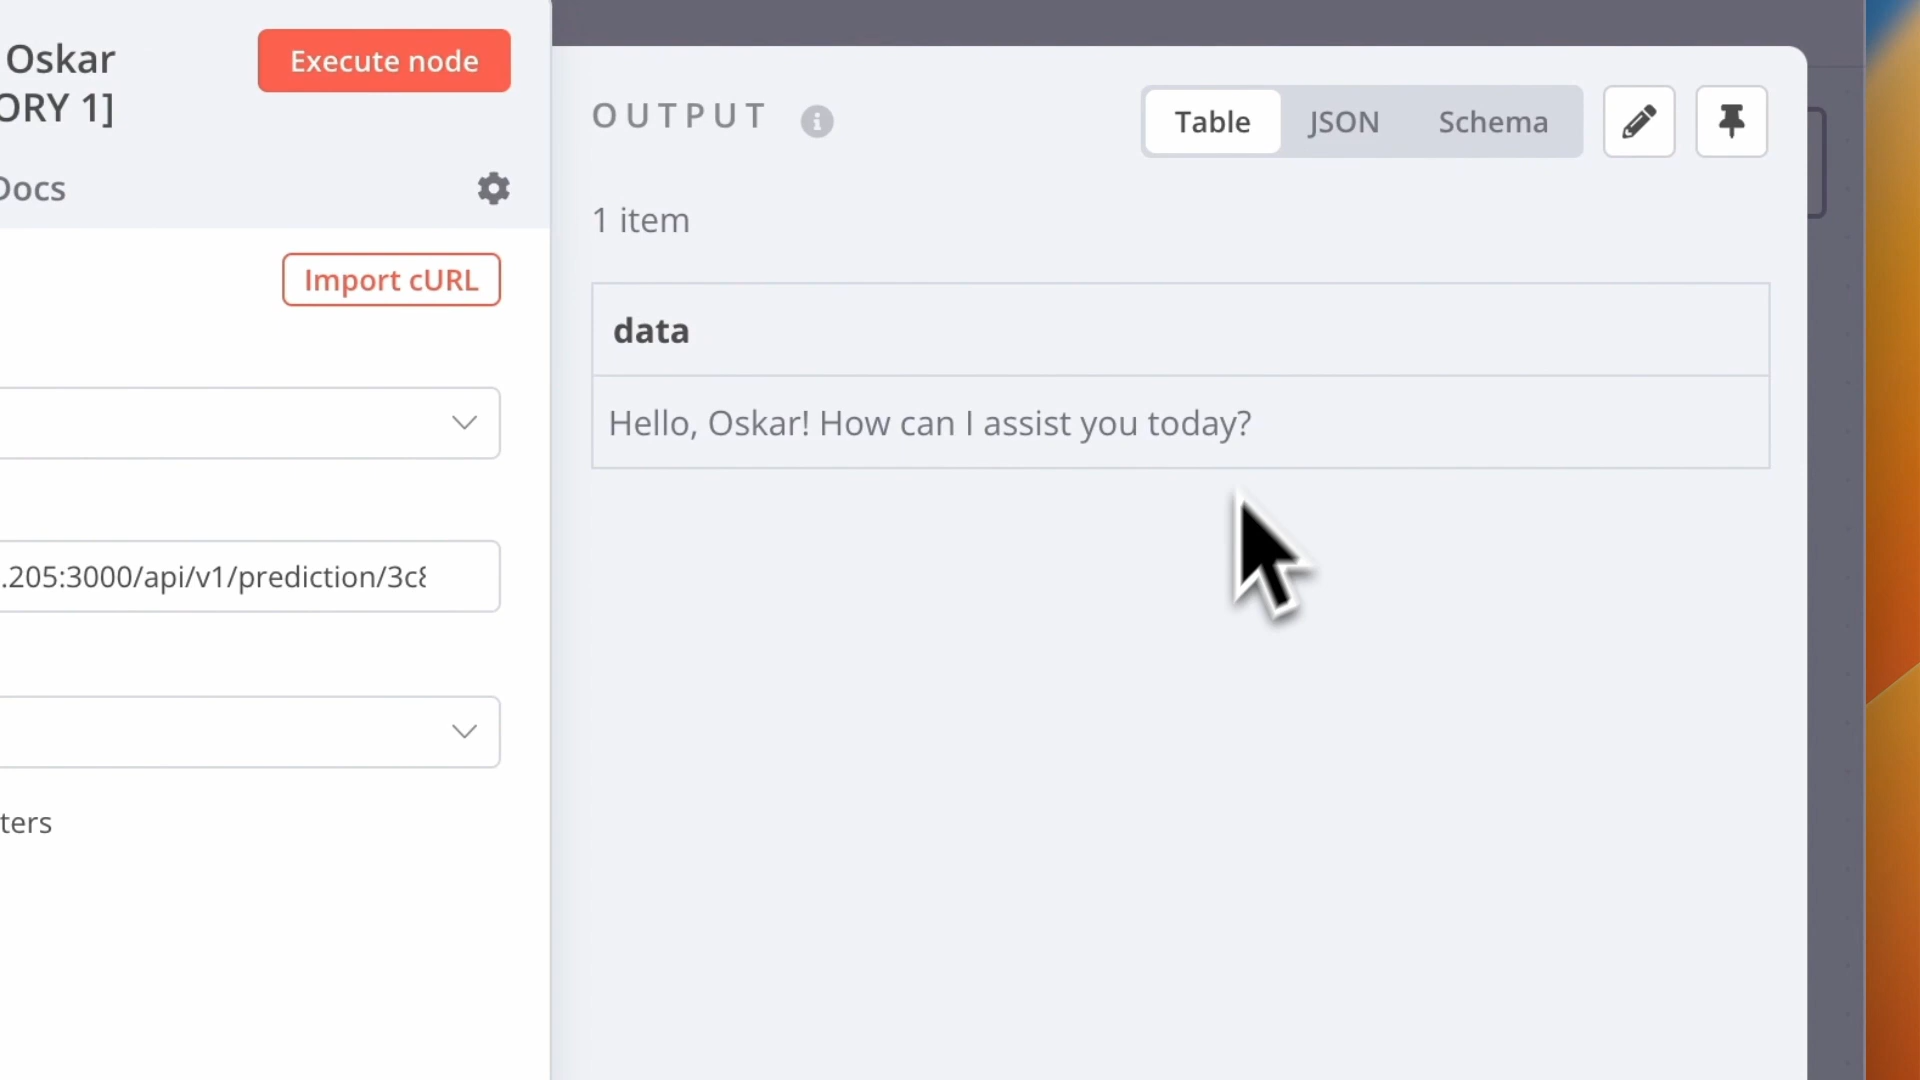 Oskar
ORY 1]
Execute node
Docs
Import cURL
.205:3000/api/v1/prediction/3c
ters
OUTPUT
Table
JSON
Schema
1 item
data
Hello, Oskar! How can I assist you today?